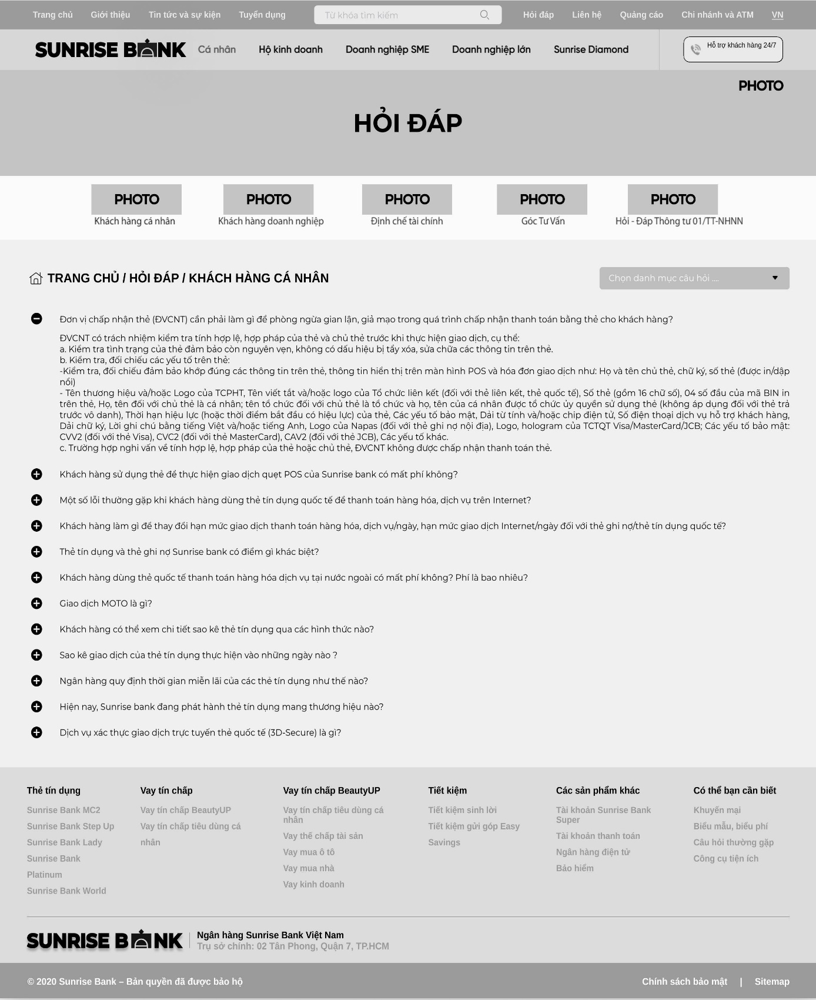 Trang chủ Giới thiệu Tin tức và sự kiện Tuyển dụng Từ khóa tìm kiếm Hỏi đáp Liên hệ Quảng cáo Chi nhánh và ATM VN
SUNRISE BANK Cá nhân Hộ kinh doanh Doanh nghiệp SME Doanh nghiệp lớn Sunrise Diamond Hỗ trợ khách hàng 24/7
PHOTO
HỎI ĐÁP
PHOTO PHOTO PHOTO PHOTO PHOTO
Khách hàng cá nhân Khách hàng doanh nghiệp Định chế tài chính Góc Tư Vấn Hỏi - Đáp Thông tư 01/TT-NHNN
TRANG CHỦ / HỎI ĐÁP / KHÁCH HÀNG CÁ NHÂN Chọn danh mục câu hỏi ....
Đơn vị chấp nhận thẻ (ĐVCNT) cần phải làm gì để phòng ngừa gian lận, giả mạo trong quá trình chấp nhận thanh toán bằng thẻ cho khách hàng?
ĐVCNT có trách nhiệm kiểm tra tính hợp lệ, hợp pháp của thẻ và chủ thẻ trước khi thực hiện giao dịch, cụ thể:
a. Kiểm tra tình trạng của thẻ đảm bảo còn nguyên vẹn, không có dấu hiệu bị tẩy xóa, sửa chữa các thông tin trên thẻ.
b. Kiểm tra, đối chiếu các yếu tố trên thẻ:
-Kiểm tra, đối chiếu đảm bảo khớp đúng các thông tin trên thẻ, thông tin hiển thị trên màn hình POS và hóa đơn giao dịch như: Họ và tên chủ thẻ, chữ ký, số thẻ (được in/dập
nổi)
- Tên thương hiệu và/hoặc Logo của TCPHT, Tên viết tắt và/hoặc logo của Tổ chức liên kết (đối với thẻ liên kết, thẻ quốc tế), Số thẻ (gồm 16 chữ số), 04 số đầu của mã BIN in
trên thẻ, Họ, tên đối với chủ thẻ là cá nhân; tên tổ chức đối với chủ thẻ là tổ chức và họ, tên của cá nhân được tổ chức ủy quyền sử dụng thẻ (không áp dụng đối với thẻ trả
trước vô danh), Thời hạn hiệu lực (hoặc thời điểm bắt đầu có hiệu lực) của thẻ, Các yếu tố bảo mật, Dải từ tính và/hoặc chip điện tử, Số điện thoại dịch vụ hỗ trợ khách hàng,
Dải chữ ký, Lời ghi chú bằng tiếng Việt và/hoặc tiếng Anh, Logo của Napas (đối với thẻ ghi nợ nội địa), Logo, hologram của TCTQT Visa/MasterCard/JCB; Các yếu tố bảo mật:
CVV2 (đối với thẻ Visa), CVC2 (đối với thẻ MasterCard), CAV2 (đối với thẻ JCB), Các yếu tố khác.
c. Trường hợp nghi vấn về tính hợp lệ, hợp pháp của thẻ hoặc chủ thẻ, ĐVCNT không được chấp nhận thanh toán thẻ.
Khách hàng sử dụng thẻ để thực hiện giao dịch quẹt POS của Sunrise bank có mất phí không?
Một số lỗi thường gặp khi khách hàng dùng thẻ tín dụng quốc tế để thanh toán hàng hóa, dịch vụ trên Internet?
Khách hàng làm gì để thay đổi hạn mức giao dịch thanh toán hàng hóa, dịch vụ/ngày, hạn mức giao dịch Internet/ngày đối với thẻ ghi nợ/thẻ tín dụng quốc tế?
Thẻ tín dụng và thẻ ghi nợ Sunrise bank có điểm gì khác biệt?
Khách hàng dùng thẻ quốc tế thanh toán hàng hóa dịch vụ tại nước ngoài có mất phí không? Phí là bao nhiêu?
Giao dịch MOTO là gì?
Khách hàng có thể xem chi tiết sao kê thẻ tín dụng qua các hình thức nào?
Sao kê giao dịch của thẻ tín dụng thực hiện vào những ngày nào ?
Ngân hàng quy định thời gian miễn lãi của các thẻ tín dụng như thế nào?
Hiện nay, Sunrise bank đang phát hành thẻ tín dụng mang thương hiệu nào?
Dịch vụ xác thực giao dịch trực tuyến thẻ quốc tế (3D-Secure) là gì?
Thẻ tín dụng
Sunrise Bank MC2
Sunrise Bank Step Up
Sunrise Bank Lady
Sunrise Bank
Platinum
Sunrise Bank World
Vay tín chấp
Vay tín chấp BeautyUP
Vay tín chấp tiêu dùng cá
nhân
Vay tín chấp BeautyUP
Vay tín chấp tiêu dùng cá
nhân
Vay thế chấp tài sản
Vay mua ô tô
Vay mua nhà
Vay kinh doanh
Tiết kiệm
Tiết kiệm sinh lời
Tiết kiệm gửi góp Easy
Savings
Các sản phẩm khác
Tài khoản Sunrise Bank
Super
Tài khoản thanh toán
Ngân hàng điện tử
Bảo hiểm
Có thể bạn cần biết
Khuyến mại
Biểu mẫu, biểu phí
Câu hỏi thường gặp
Công cụ tiện ích
SUNRISE BANK
Ngân hàng Sunrise Bank Việt Nam
Trụ sở chính: 02 Tân Phong, Quận 7, TP.HCM
© 2020 Sunrise Bank – Bản quyền đã được bảo hộ Chính sách bảo mật | Sitemap